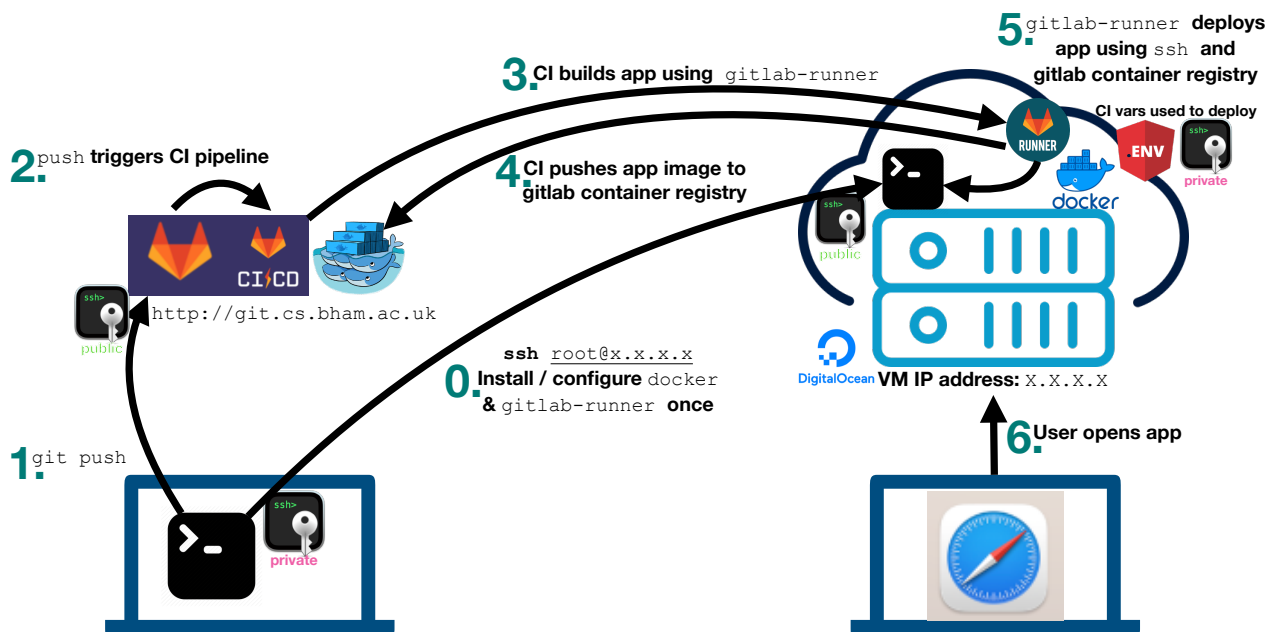 5. gitlab-runner deploys
app using ssh and
gitlab container registry
3. CI builds app using gitlab-runner
CI vars used to deploy
RUNNER
.ENV
ssh>
private
docker
2. push triggers CI pipeline
4. CI pushes app image to
gitlab container registry
ssh>
public
CI/CD
http://git.cs.bham.ac.uk
ssh>
public
ssh root@x.x.x.x
0. Install / configure docker
& gitlab-runner once
DigitalOcean
VM IP address: X.X.X.X
6. User opens app
1. git push
ssh>
private